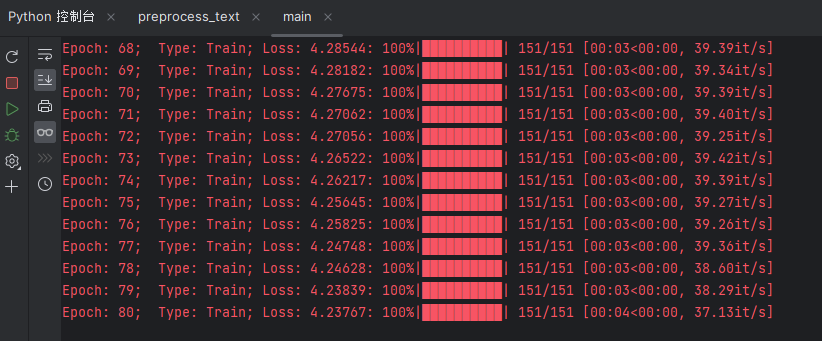 Python 控制台 × preprocess_text × main ×
Epoch: 68;  Type: Train; Loss: 4.28544: 100%|██████████| 151/151 [00:03<00:00, 39.39it/s]
Epoch: 69;  Type: Train; Loss: 4.28182: 100%|██████████| 151/151 [00:03<00:00, 39.34it/s]
Epoch: 70;  Type: Train; Loss: 4.27675: 100%|██████████| 151/151 [00:03<00:00, 39.39it/s]
Epoch: 71;  Type: Train; Loss: 4.27062: 100%|██████████| 151/151 [00:03<00:00, 39.40it/s]
Epoch: 72;  Type: Train; Loss: 4.27056: 100%|██████████| 151/151 [00:03<00:00, 39.25it/s]
Epoch: 73;  Type: Train; Loss: 4.26522: 100%|██████████| 151/151 [00:03<00:00, 39.42it/s]
Epoch: 74;  Type: Train; Loss: 4.26217: 100%|██████████| 151/151 [00:03<00:00, 39.39it/s]
Epoch: 75;  Type: Train; Loss: 4.25645: 100%|██████████| 151/151 [00:03<00:00, 39.27it/s]
Epoch: 76;  Type: Train; Loss: 4.25825: 100%|██████████| 151/151 [00:03<00:00, 39.26it/s]
Epoch: 77;  Type: Train; Loss: 4.24748: 100%|██████████| 151/151 [00:03<00:00, 39.36it/s]
Epoch: 78;  Type: Train; Loss: 4.24628: 100%|██████████| 151/151 [00:03<00:00, 38.60it/s]
Epoch: 79;  Type: Train; Loss: 4.23839: 100%|██████████| 151/151 [00:03<00:00, 38.29it/s]
Epoch: 80;  Type: Train; Loss: 4.23767: 100%|██████████| 151/151 [00:04<00:00, 37.13it/s]